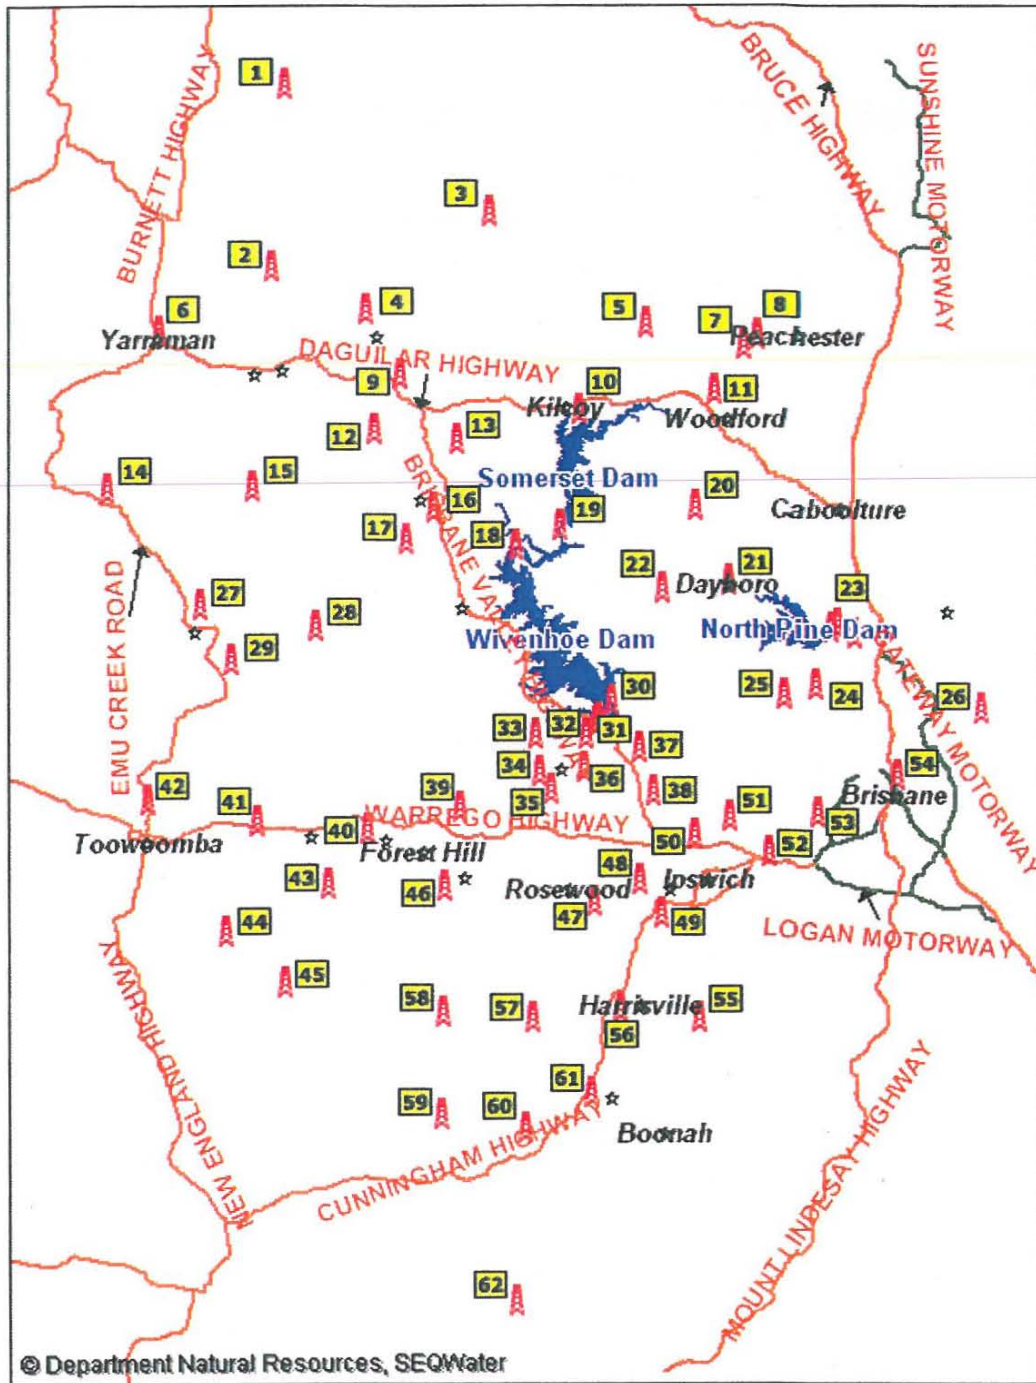 1
BURNETT HIGHWAY
BRUCE HIGHWAY
SUNSHINE MOTORWAY
3
2
4
5
6
7
8
Yarraman
Peachester
DAGUILAR HIGHWAY
9
10
11
Kilcoy
Woodford
12
13
14
15
BRISBANE VALLEY HIGHWAY
Somerset Dam
16
17
18
19
20
Caboolture
21
22
Dayboro
23
EMU CREEK ROAD
27
28
29
Wivenhoe Dam
North Pine Dam
GATEWAY MOTORWAY
30
25
24
26
33
32
31
37
34
36
35
38
54
42
41
39
51
Brisbane
40
WARREGO HIGHWAY
50
53
52
Toowoomba
Forest Hill
43
46
48
Rosewood
Ipswich
47
49
44
LOGAN MOTORWAY
NEW ENGLAND HIGHWAY
45
58
57
Harrisville
55
56
61
59
60
CUNNINGHAM HIGHWAY
Boonah
MOUNT LINDESAY HIGHWAY
62
© Department Natural Resources, SEQWater